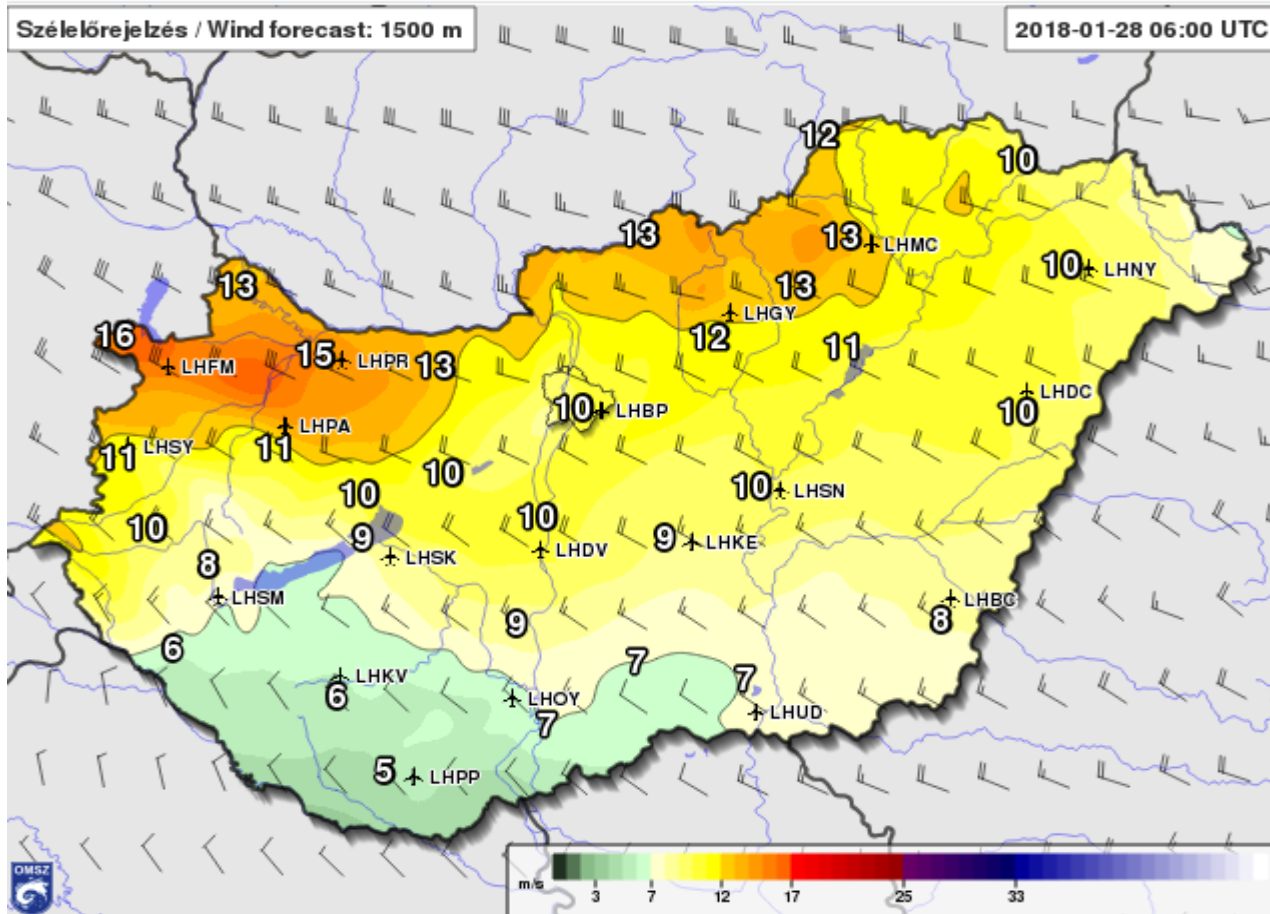 Szélelőrejelzés / Wind forecast: 1500 m
2018-01-28 06:00 UTC
12
10
13
13
LHMC
10
LHNY
13
13
16
LHFM
15
LHPR
13
12
LHGY
11
LHPA
10
LHBP
LHDC
10
11
LHSY
11
10
10
10
LHSN
10
10
9
LHSK
LHDV
9
LHKE
8
LHSM
LHBC
8
9
6
LHKV
6
7
7
LHOY
7
LHUD
5
LHPP
OMSZ
m/s
3
7
12
17
25
33